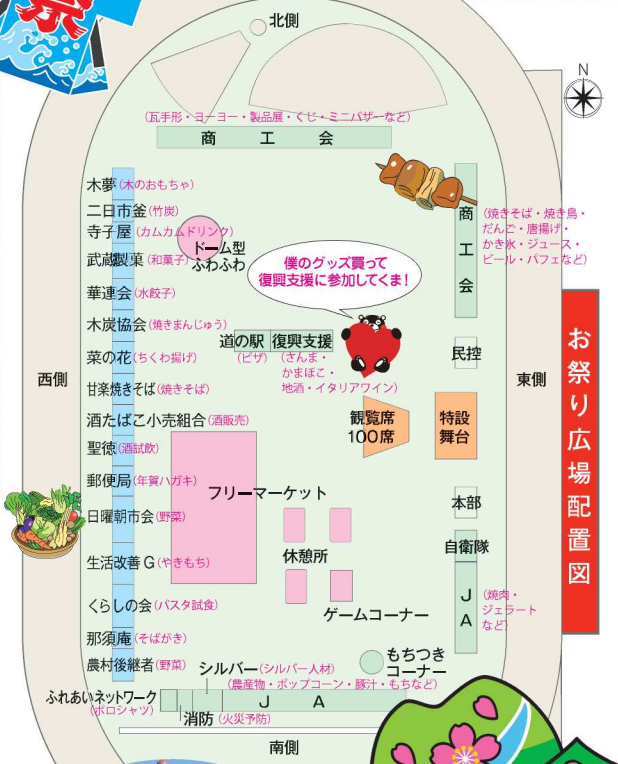 祭
北側
N
(瓦手形・ヨーヨー・製品展・くじ・ミニバザーなど)
商 工 会
木夢(木のおもちゃ)
二日市釜(竹炭)
寺子屋(カムカムドリンク)
武蔵製菓(和菓子)
華連会(水餃子)
木炭協会(焼きまんじゅう)
菜の花(ちくわ揚げ)
甘楽焼きそば(焼きそば)
酒たばこ小売組合(酒販売)
聖徳(酒試飲)
郵便局(年賀ハガキ)
日曜朝市会(野菜)
生活改善G(やきもち)
くらしの会(パスタ試食)
那須庵(そばがき)
農村後継者(野菜)
西側
ドーム型
ふわふわ
僕のグッズ買って
復興支援に参加してくま!
道の駅
(ピザ)
復興支援
(さんま・
かまぼこ・
地酒・イタリアワイン)
観覧席
100席
特設
舞台
商工会
(焼きそば・焼き鳥・
だんご・唐揚げ・
かき氷・ジュース・
ビール・パフェなど)
民控
東側
お祭り広場配置図
フリーマーケット
休憩所
ゲームコーナー
本部
自衛隊
JA
(焼肉・
ジェラート
など)
もちつき
コーナー
シルバー(シルバー人材)
(農産物・ポップコーン・豚汁・もちなど)
ふれあいネットワーク
(ポロシャツ)
J A
消防(火災予防)
南側